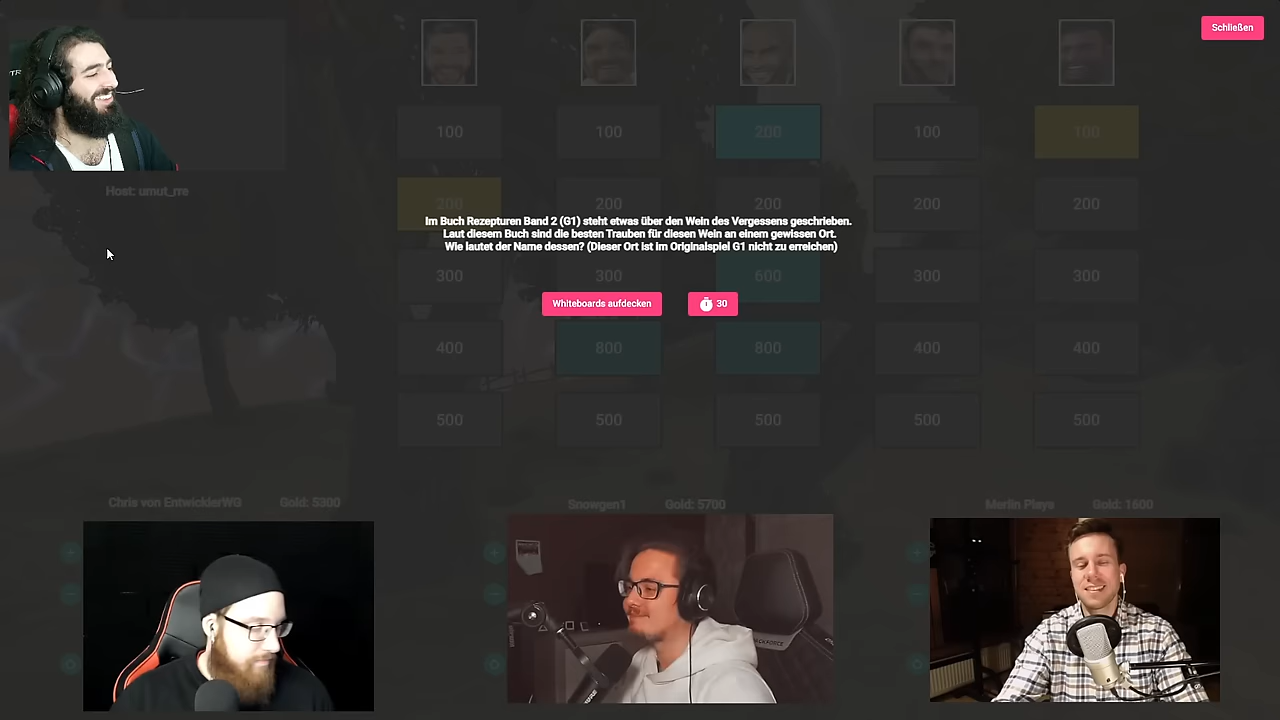 Schließen
100
100
200
100
100
Host: umut_rre
200
200
200
200
200
Im Buch Rezepturen Band 2 (G1) steht etwas über den Wein des Vergessens geschrieben.
Laut diesem Buch sind die besten Trauben für diesen Wein an einem gewissen Ort.
Wie lautet der Name dessen? (Dieser Ort ist im Originalspiel G1 nicht zu erreichen)
300
300
600
300
300
Whiteboards aufdecken
30
400
800
800
400
400
500
500
500
500
500
Chris von EntwicklerWG Gold: 5300
Snowgen1 Gold: 5700
Merlin Plays Gold: 1600